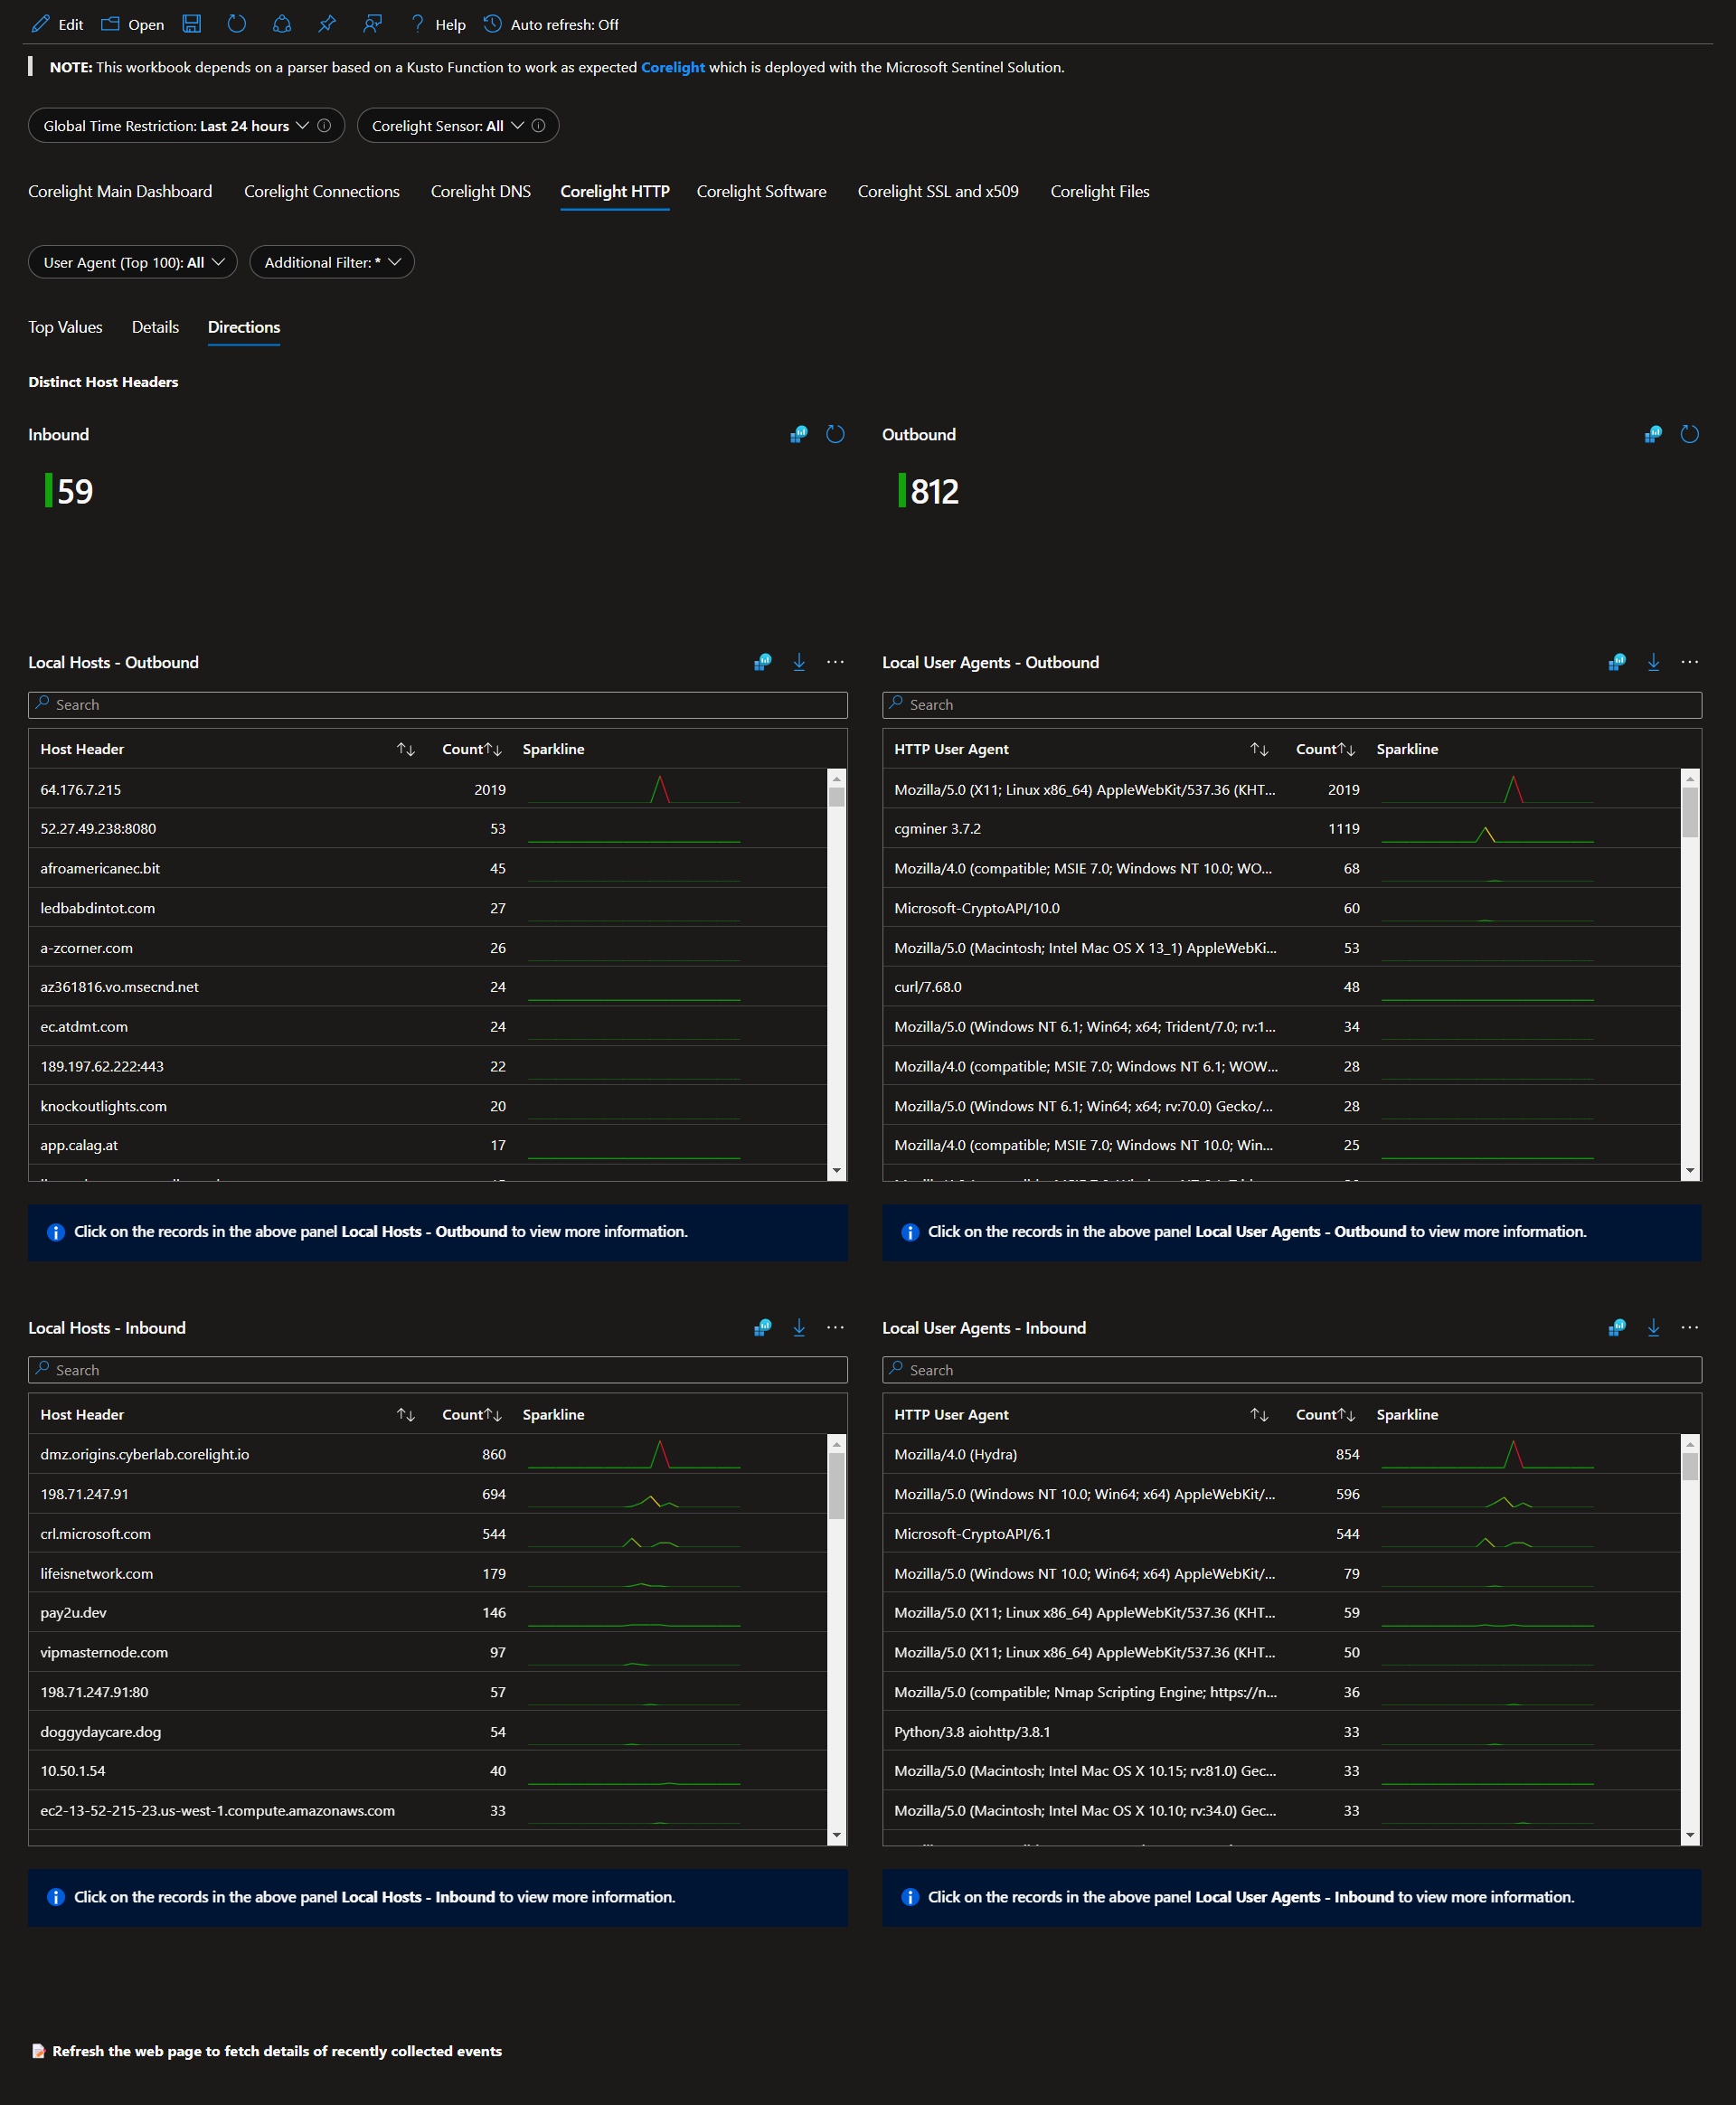 Edit Open Help Auto refresh: Off
NOTE: This workbook depends on a parser based on a Kusto Function to work as expected Corelight which is deployed with the Microsoft Sentinel Solution.
Global Time Restriction: Last 24 hours Corelight Sensor: All
Corelight Main Dashboard Corelight Connections Corelight DNS Corelight HTTP Corelight Software Corelight SSL and x509 Corelight Files
User Agent (Top 100): All Additional Filter: *
Top Values Details Directions
Distinct Host Headers
Inbound
59
Outbound
812
Local Hosts - Outbound
Search
Host Header Count Sparkline
64.176.7.215 2019
52.27.49.238:8080 53
afroamericanec.bit 45
ledbabdintot.com 27
a-zcorner.com 26
az361816.vo.msecnd.net 24
ec.atdmt.com 24
189.197.62.222:443 22
knockoutlights.com 20
app.calag.at 17
Click on the records in the above panel Local Hosts - Outbound to view more information.
Local User Agents - Outbound
Search
HTTP User Agent Count Sparkline
Mozilla/5.0 (X11; Linux x86_64) AppleWebKit/537.36 (KHT... 2019
cgminer 3.7.2 1119
Mozilla/4.0 (compatible; MSIE 7.0; Windows NT 10.0; WO... 68
Microsoft-CryptoAPI/10.0 60
Mozilla/5.0 (Macintosh; Intel Mac OS X 13_1) AppleWebKi... 53
curl/7.68.0 48
Mozilla/5.0 (Windows NT 6.1; Win64; x64; Trident/7.0; rv:1... 34
Mozilla/4.0 (compatible; MSIE 7.0; Windows NT 6.1; WOW... 28
Mozilla/5.0 (Windows NT 6.1; Win64; x64; rv:70.0) Gecko/... 28
Mozilla/4.0 (compatible; MSIE 7.0; Windows NT 10.0; Win... 25
Click on the records in the above panel Local User Agents - Outbound to view more information.
Local Hosts - Inbound
Search
Host Header Count Sparkline
dmz.origins.cyberlab.corelight.io 860
198.71.247.91 694
crl.microsoft.com 544
lifeisnetwork.com 179
pay2u.dev 146
vipmasternode.com 97
198.71.247.91:80 57
doggydaycare.dog 54
10.50.1.54 40
ec2-13-52-215-23.us-west-1.compute.amazonaws.com 33
Click on the records in the above panel Local Hosts - Inbound to view more information.
Local User Agents - Inbound
Search
HTTP User Agent Count Sparkline
Mozilla/4.0 (Hydra) 854
Mozilla/5.0 (Windows NT 10.0; Win64; x64) AppleWebKit/... 596
Microsoft-CryptoAPI/6.1 544
Mozilla/5.0 (Windows NT 10.0; Win64; x64) AppleWebKit/... 79
Mozilla/5.0 (X11; Linux x86_64) AppleWebKit/537.36 (KHT... 59
Mozilla/5.0 (X11; Linux x86_64) AppleWebKit/537.36 (KHT... 50
Mozilla/5.0 (compatible; Nmap Scripting Engine; https://n... 36
Python/3.8 aiohttp/3.8.1 33
Mozilla/5.0 (Macintosh; Intel Mac OS X 10.15; rv:81.0) Gec... 33
Mozilla/5.0 (Macintosh; Intel Mac OS X 10.10; rv:34.0) Gec... 33
Click on the records in the above panel Local User Agents - Inbound to view more information.
Refresh the web page to fetch details of recently collected events